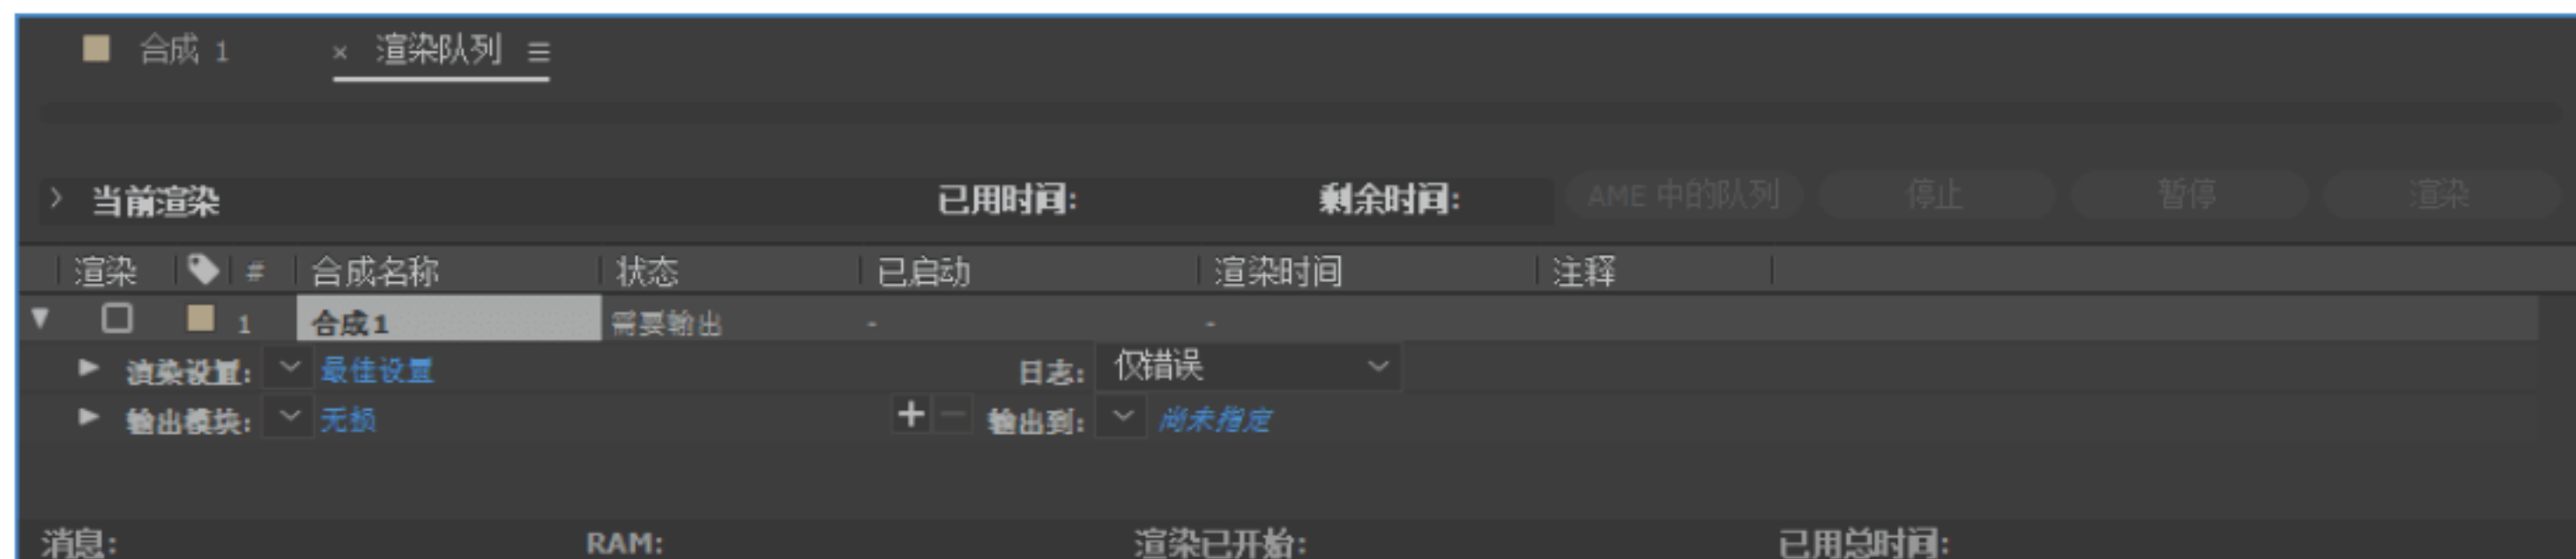 合成 1 × 渲染队列 ☰
当前渲染 已用时间: 剩余时间: AME 中的队列 停止 暂停 渲染
渲染 # 合成名称 状态 已启动 渲染时间 注释
1 合成1 需要输出 - -
渲染设置: 最佳设置 日志: 仅错误
输出模块: 无损 + - 输出到: 尚未指定
消息: RAM: 渲染已开始: 已用总时间: